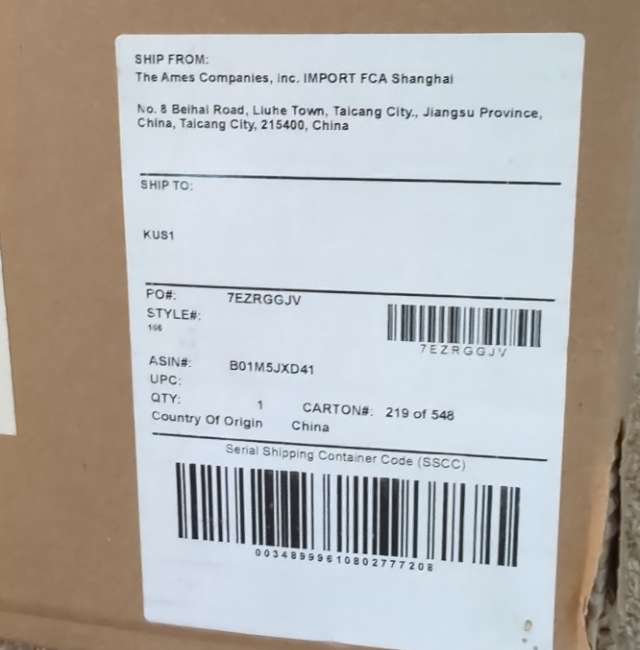 SHIP FROM:
The Ames Companies, Inc. IMPORT FCA Shanghai
No. 8 Beihai Road, Liuhe Town, Taicang City., Jiangsu Province,
China, Taicang City, 215400, China
SHIP TO:
KUS1
PO#: 7EZRGGJV
STYLE#:
166
7EZRGGJV
ASIN#: B01M5JXD41
UPC:
QTY: 1 CARTON#: 219 of 548
Country Of Origin China
Serial Shipping Container Code (SSCC)
00348999610802777208